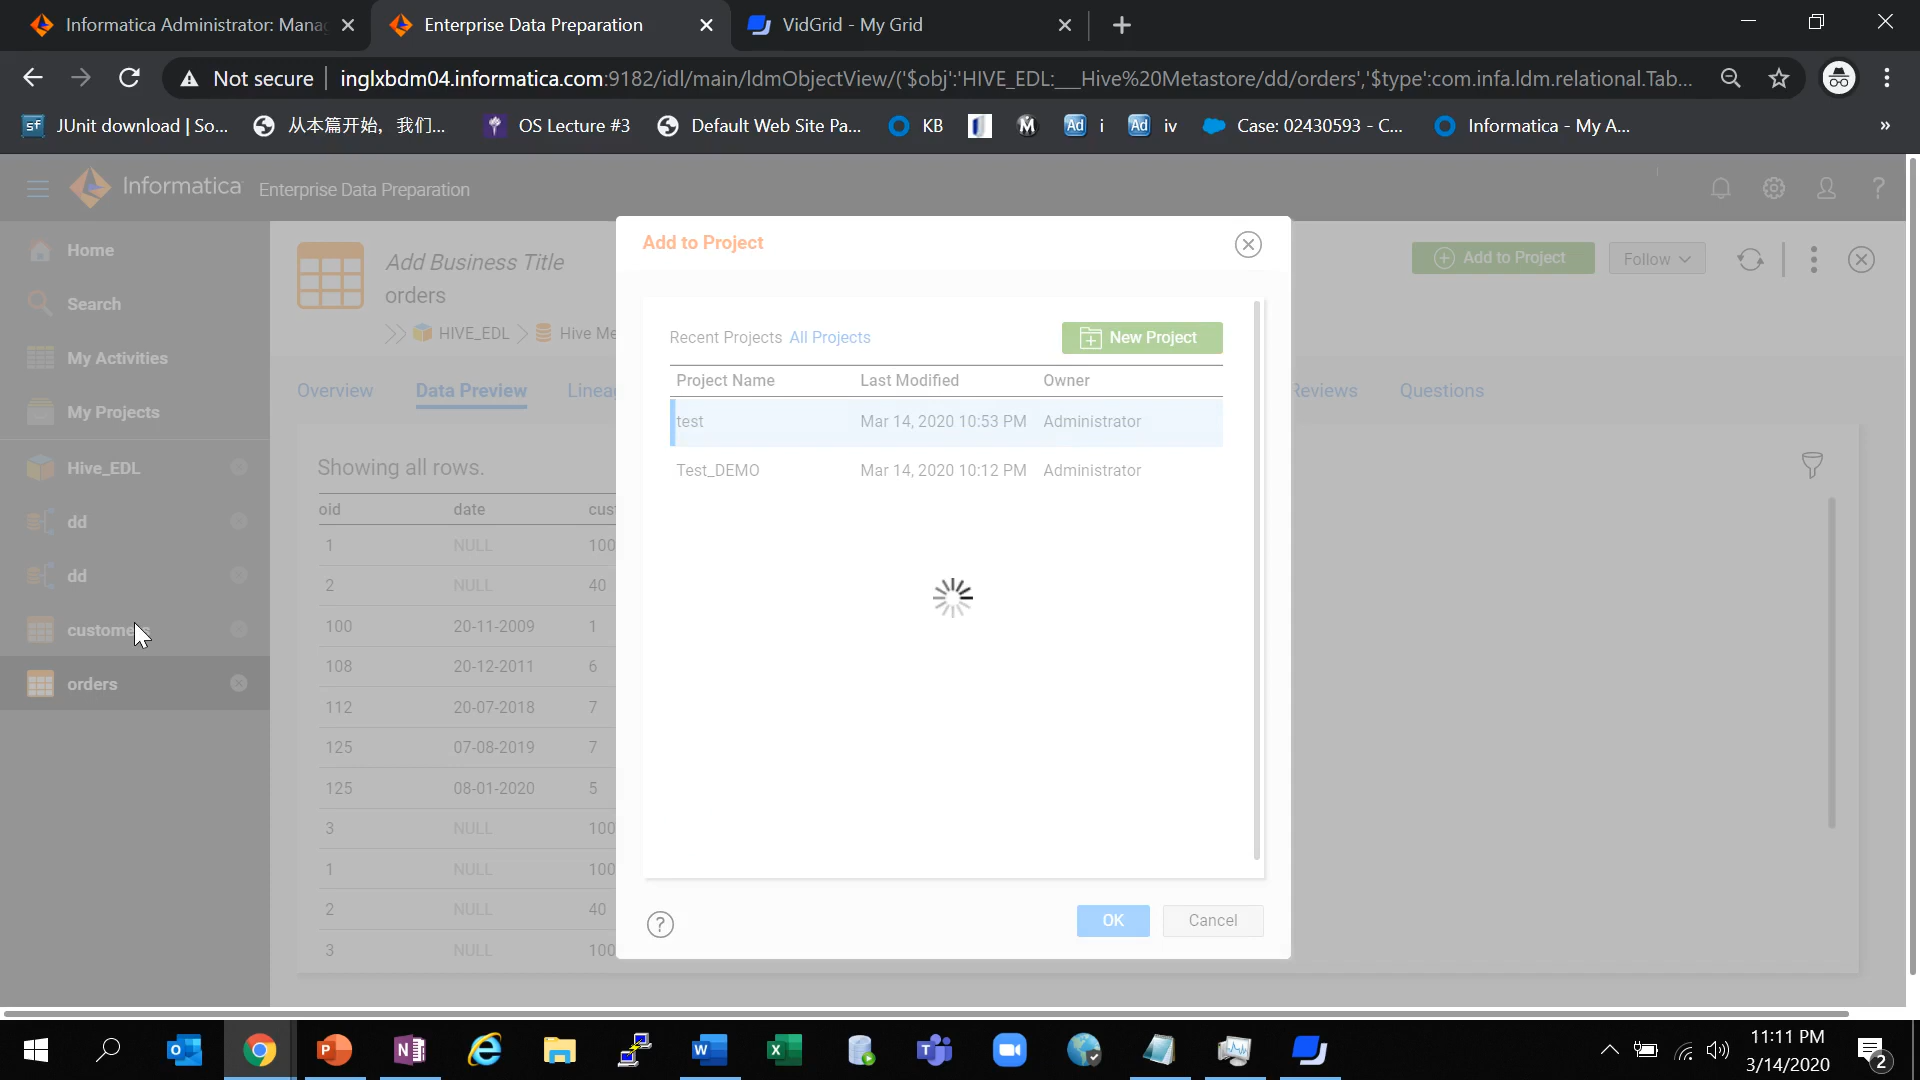 Informatica Administrator: Mana
Enterprise Data Preparation
VidGrid - My Grid
Not secure
inglxbdm04.informatica.com:9182/idl/main/ldmObjectView/('$obj':'HIVE_EDL:___Hive%20Metastore/dd/orders','$type':com.infa.ldm.relational.Tab...
JUnit download | So...
从本篇开始，我们...
OS Lecture #3
Default Web Site Pa...
KB
Ad i
Ad iv
Case: 02430593 - C...
Informatica - My A...
»
Informatica Enterprise Data Preparation
Home
Search
My Activities
My Projects
Hive_EDL
dd
dd
orders
Add Business Title
orders
HIVE_EDL
Hive Me
Add to Project
Follow
Overview
Data Preview
Lineag
Reviews
Questions
Showing all rows.
oid date cus
1 NULL 100
2 NULL 40
100 20-11-2009 1
108 20-12-2011 6
112 20-07-2018 7
125 07-08-2019 7
125 08-01-2020 5
3 NULL 100
1 NULL 100
2 NULL 40
3 NULL 100
Add to Project
Recent Projects All Projects
New Project
Project Name Last Modified Owner
test Mar 14, 2020 10:53 PM Administrator
Test_DEMO Mar 14, 2020 10:12 PM Administrator
?
OK
Cancel
11:11 PM
3/14/2020
2